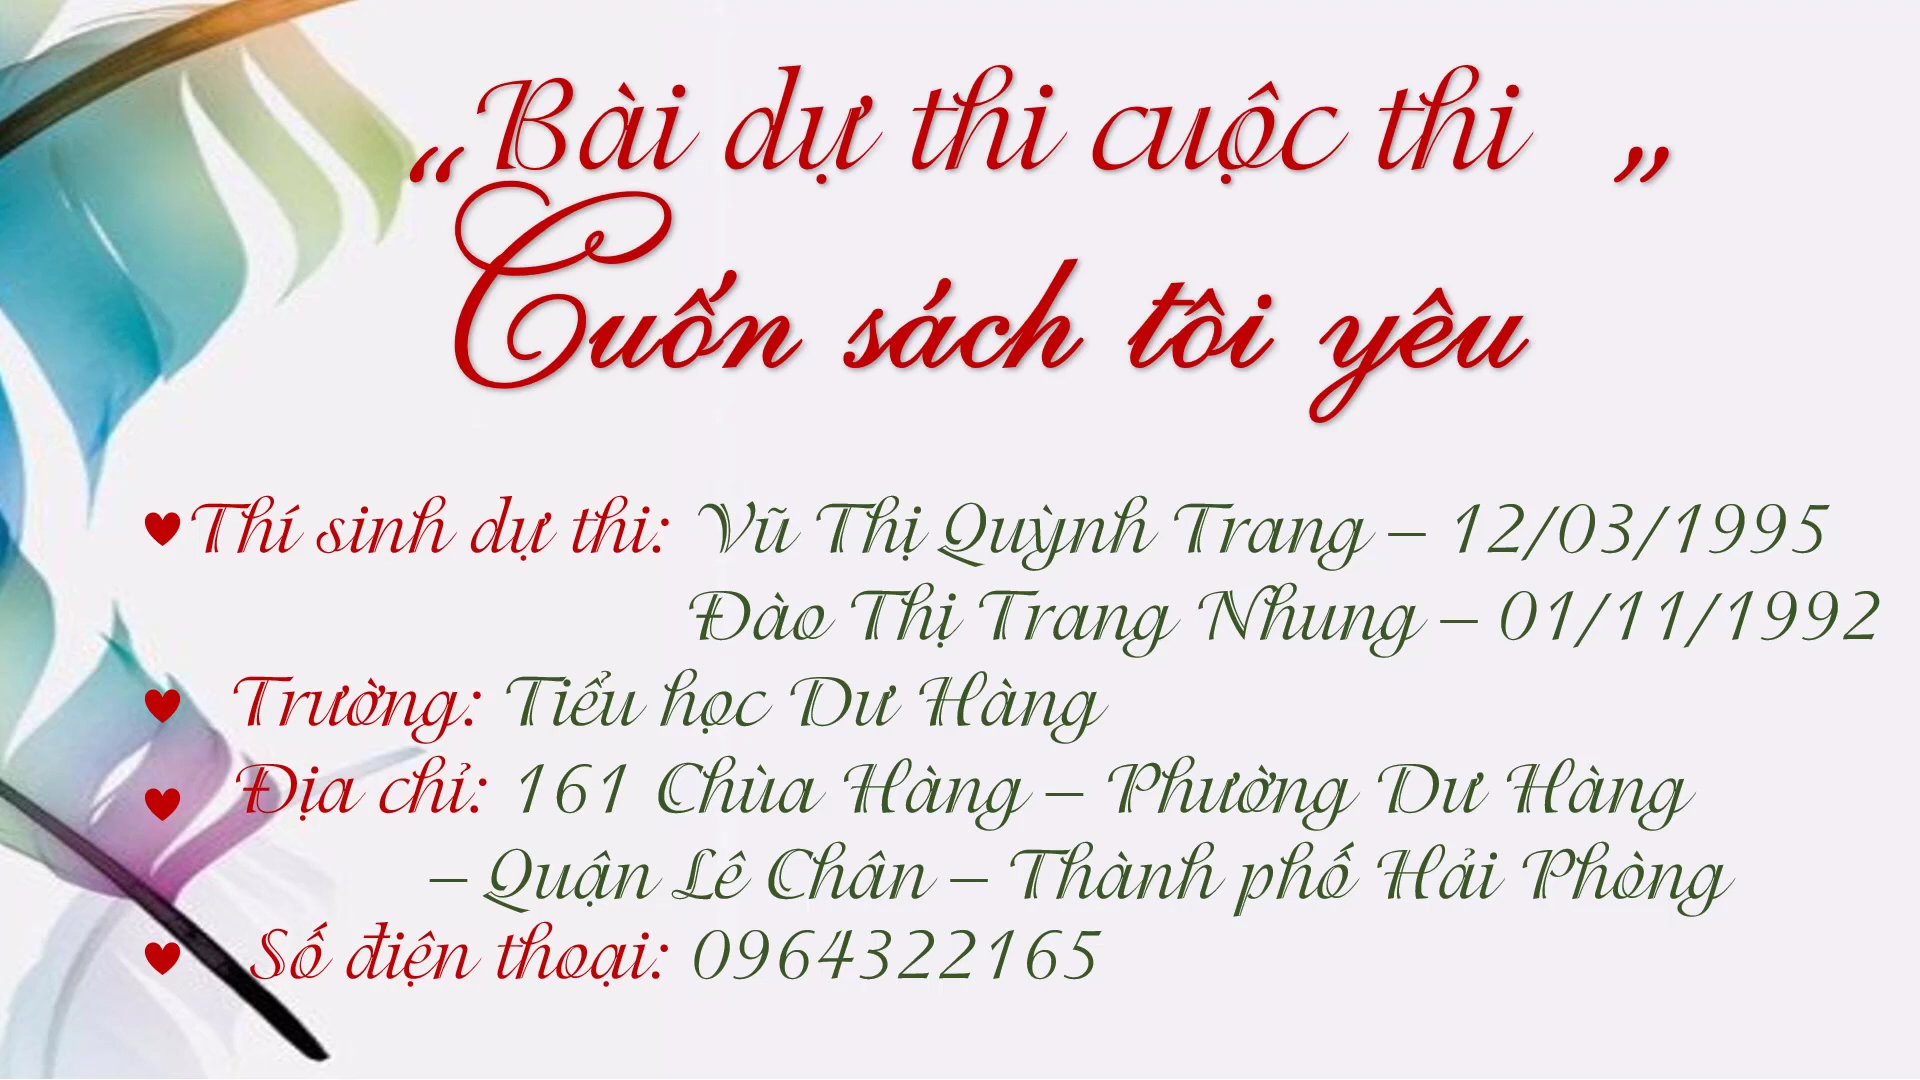 “Bài dự thi cuộc thi ”
Cuốn sách tôi yêu
Thí sinh dự thi: Vũ Thị Quỳnh Trang – 12/03/1995
Đào Thị Trang Nhung – 01/11/1992
Trường: Tiểu học Dư Hàng
Địa chỉ: 161 Chùa Hàng – Phường Dư Hàng
– Quận Lê Chân – Thành phố Hải Phòng
Số điện thoại: 0964322165